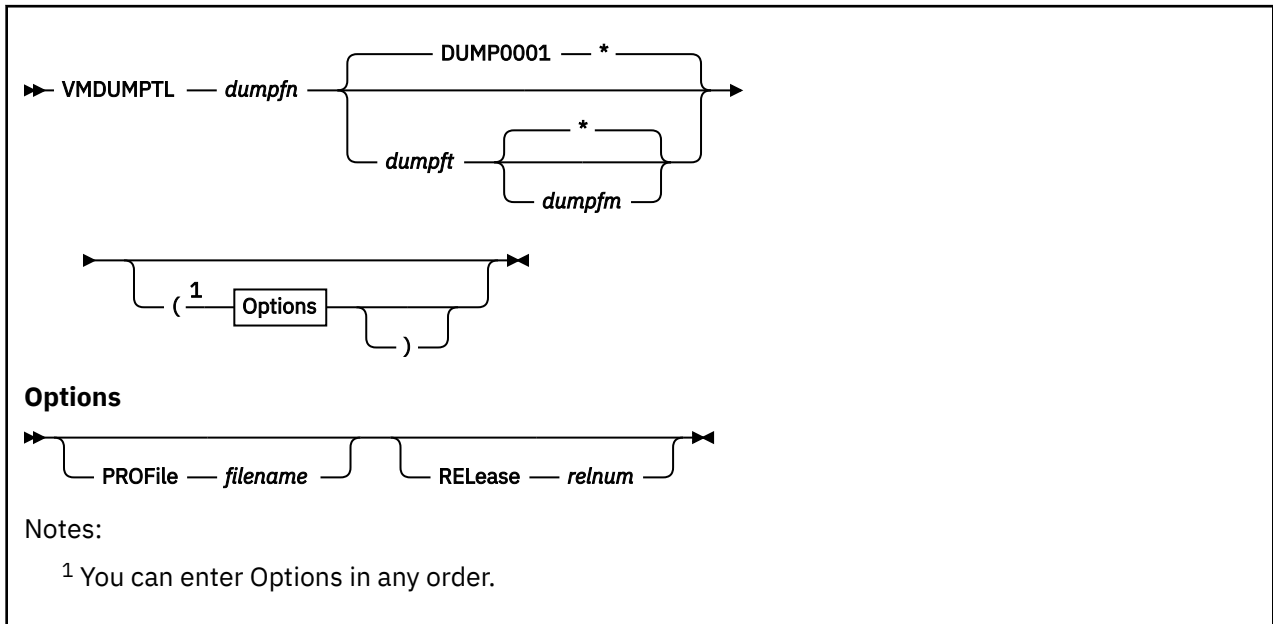 DUMP0001 *
VMDUMPTL dumpfn
*
dumpft
dumpfm
( 1 Options
)
Options
PROFile filename RELease relnum
Notes:
1 You can enter Options in any order.